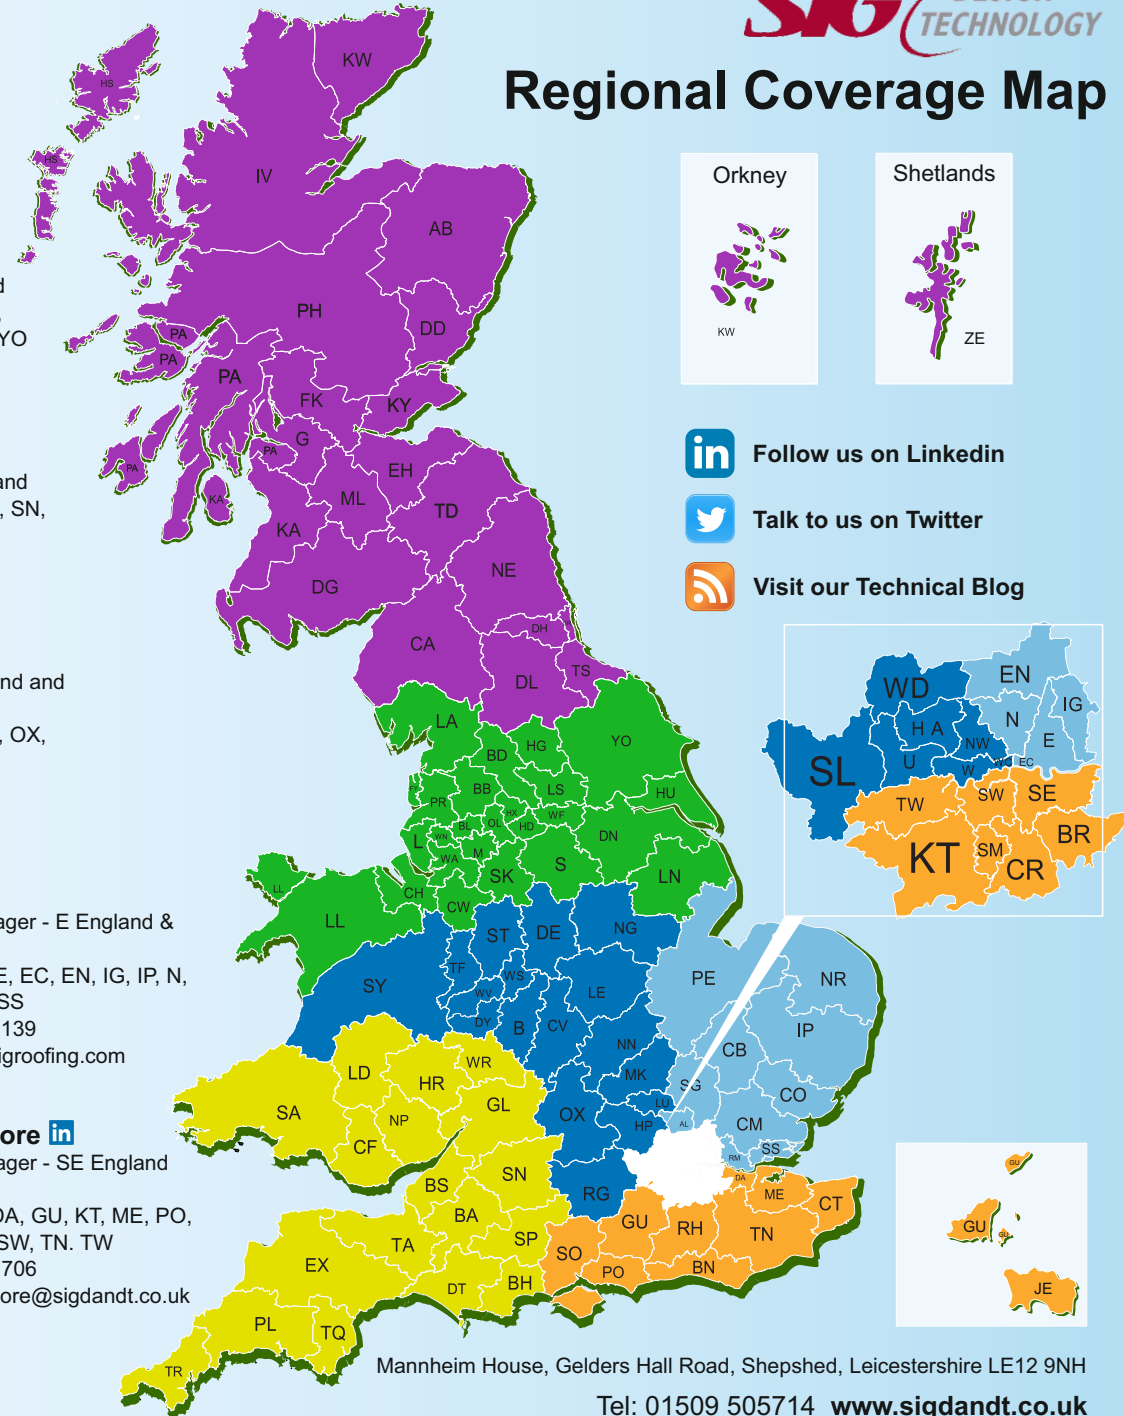 SIG DESIGN
TECHNOLOGY
Regional Coverage Map
Orkney
Shetlands
KW
ZE
Follow us on Linkedin
Talk to us on Twitter
Visit our Technical Blog
HS
HS
KW
IV
AB
PH
DD
PA
PA
PA
FK
KY
G
PA
PA
EH
KA
ML
TD
KA
DG
NE
CA
DH
DL
TS
LA
YO
HG
BD
FY
PR
BB
LS
HU
HX
WF
BL
OL
HD
DN
L
WN
M
WA
S
SK
LN
LL
CH
CW
LL
ST
DE
NG
TF
WS
SY
LE
PE
NR
WV
DY
B
CV
IP
NN
CB
LD
HR
WR
MK
SG
SA
GL
LU
CO
NP
OX
HP
AL
CM
CF
SS
RM
SN
BS
RG
DA
ME
CT
BA
GU
RH
TN
TA
SP
SO
EX
PO
BN
DT
BH
PL
TQ
TR
WD
EN
IG
H A
N
NW
E
SL
U
W
WC
EC
TW
SW
SE
KT
SM
CR
BR
GU
GU
GU
JE
d
YO
and
, SN,
nd and
, OX,
ager - E England &
E, EC, EN, IG, IP, N,
SS
139
igroofing.com
ore in
ager - SE England
DA, GU, KT, ME, PO,
SW, TN. TW
706
ore@sigdandt.co.uk
Mannheim House, Gelders Hall Road, Shepshed, Leicestershire LE12 9NH
Tel: 01509 505714 www.sigdandt.co.uk